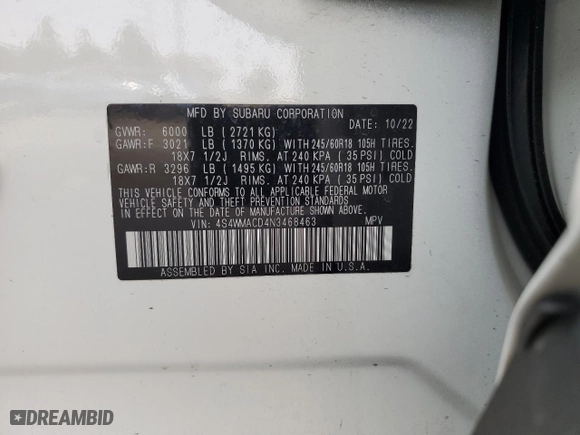 MFD BY SUBARU CORPORATION
DATE: 10/22
GVWR: 6000 LB ( 2721 KG)
GAWR:F 3021 LB ( 1370 KG) WITH 245/60R18 105H TIRES.
18X7 1/2J RIMS. AT 240 KPA ( 35 PSI) COLD
GAWR:R 3296 LB ( 1495 KG) WITH 245/60R18 105H TIRES.
18X7 1/2J RIMS. AT 240 KPA ( 35 PSI) COLD
THIS VEHICLE CONFORMS TO ALL APPLICABLE FEDERAL MOTOR
VEHICLE SAFETY AND THEFT PREVENTION STANDARDS
IN EFFECT ON THE DATE OF MANUFACTURE SHOWN ABOVE.
VIN: 4S4WMACD4N3468463 MPV
ASSEMBLED BY SIA INC. MADE IN U.S.A.
DREAMBID